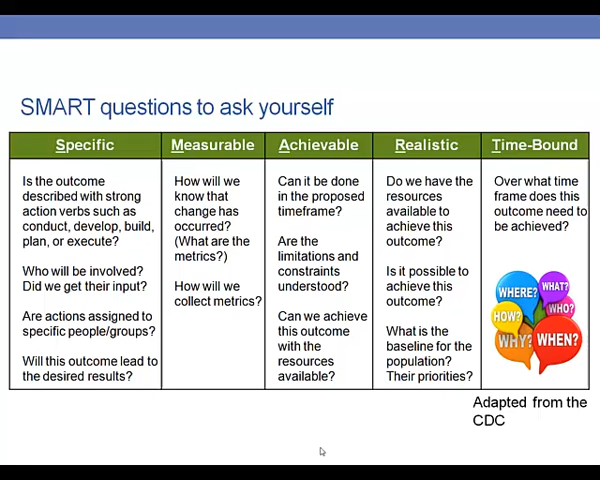 SMART questions to ask yourself
Specific
Is the outcome
described with strong
action verbs such as
conduct, develop, build,
plan, or execute?
Who will be involved?
Did we get their input?
Are actions assigned to
specific people/groups?
Will this outcome lead to
the desired results?
Measurable
How will we
know that
change has
occurred?
(What are the
metrics?)
How will we
collect metrics?
Achievable
Can it be done
in the proposed
timeframe?
Are the
limitations and
constraints
understood?
Can we achieve
this outcome
with the
resources
available?
Realistic
Do we have the
resources
available to
achieve this
outcome?
Is it possible to
achieve this
outcome?
What is the
baseline for the
population?
Their priorities?
Time-Bound
Over what time
frame does this
outcome need to
be achieved?
WHERE?
WHAT?
WHO?
HOW?
WHY?
WHEN?
Adapted from the
CDC